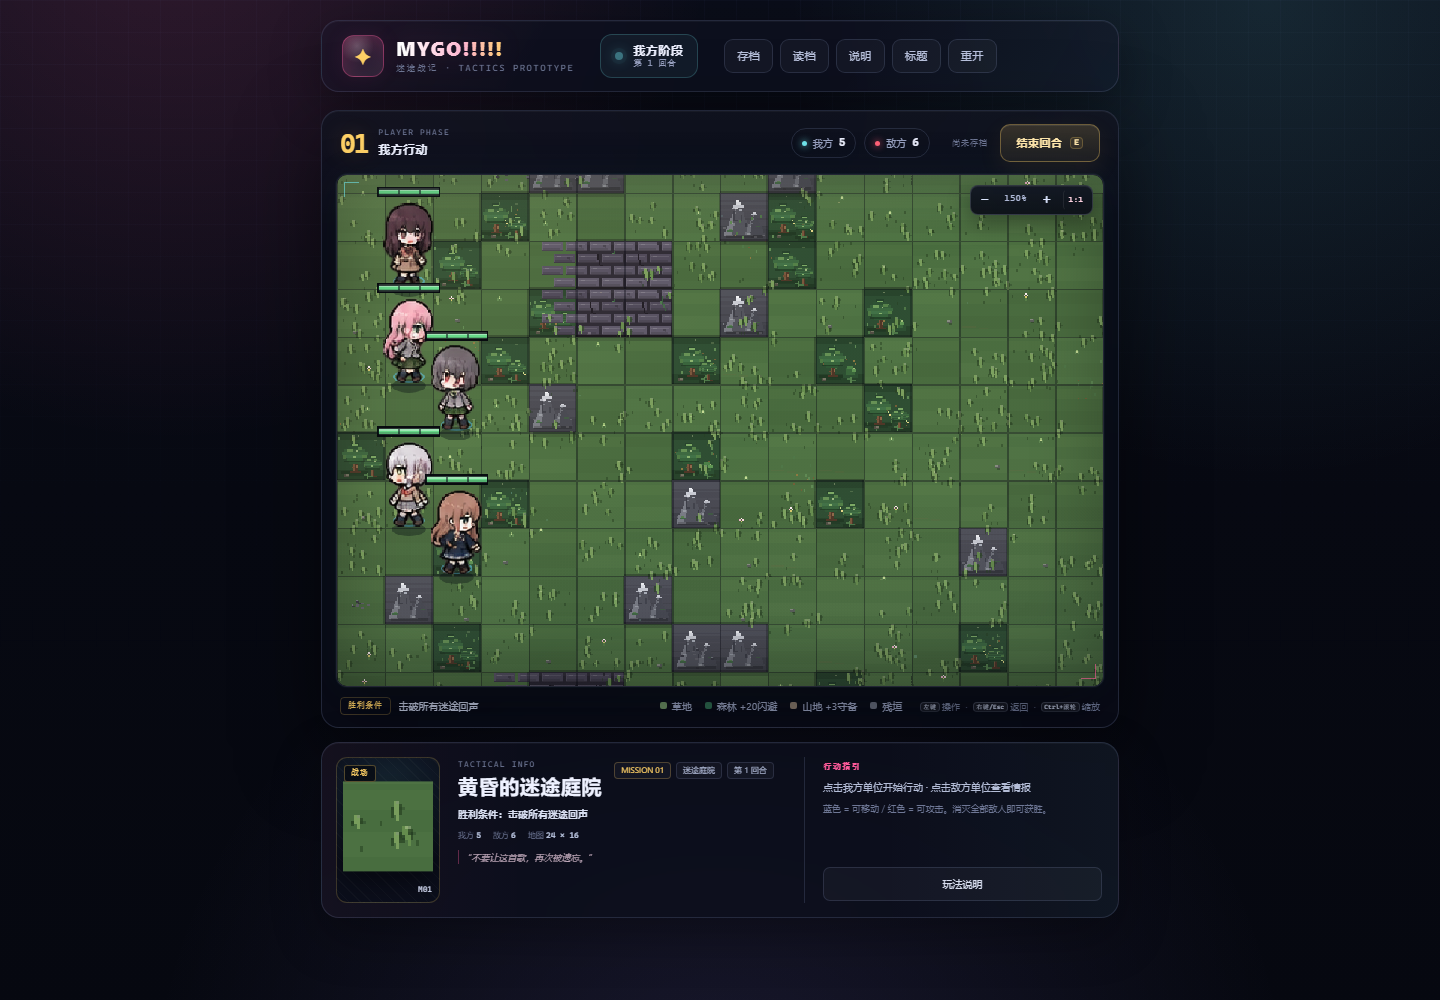 MYGO!!!!!
迷途战记 · TACTICS PROTOTYPE
我方阶段
第 1 回合
存档 读档 说明 标题 重开
01
PLAYER PHASE
我方行动
我方 5
敌方 6
尚未存档
结束回合 E
− 150% + 1:1
胜利条件 击破所有迷途回声
草地 森林 +20闪避 山地 +3守备 残垣
左键 操作 · 右键/Esc 返回 · Ctrl+滚轮 缩放
战场
M01
TACTICAL INFO
黄昏的迷途庭院
MISSION 01 迷途庭院 第 1 回合
胜利条件：击破所有迷途回声
我方 5 敌方 6 地图 24 × 16
“不要让这首歌，再次被遗忘。”
行动指引
点击我方单位开始行动 · 点击敌方单位查看情报
蓝色 = 可移动 / 红色 = 可攻击。消灭全部敌人即可获胜。
玩法说明